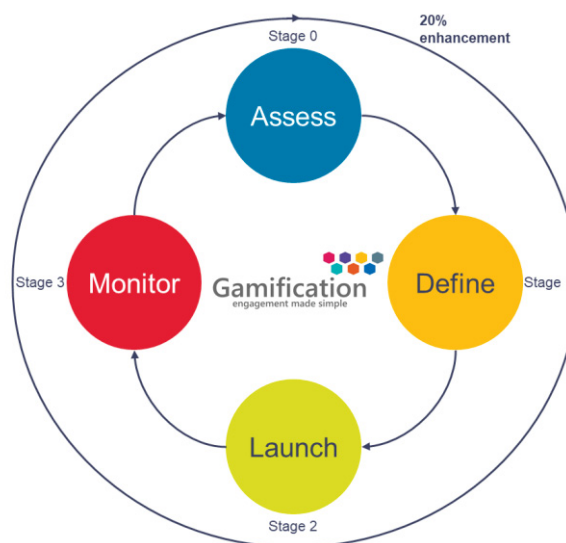 20%
enhancement
Stage 0
Assess
Stage 3
Monitor
Gamification
engagement made simple
Define
Stage
Launch
Stage 2